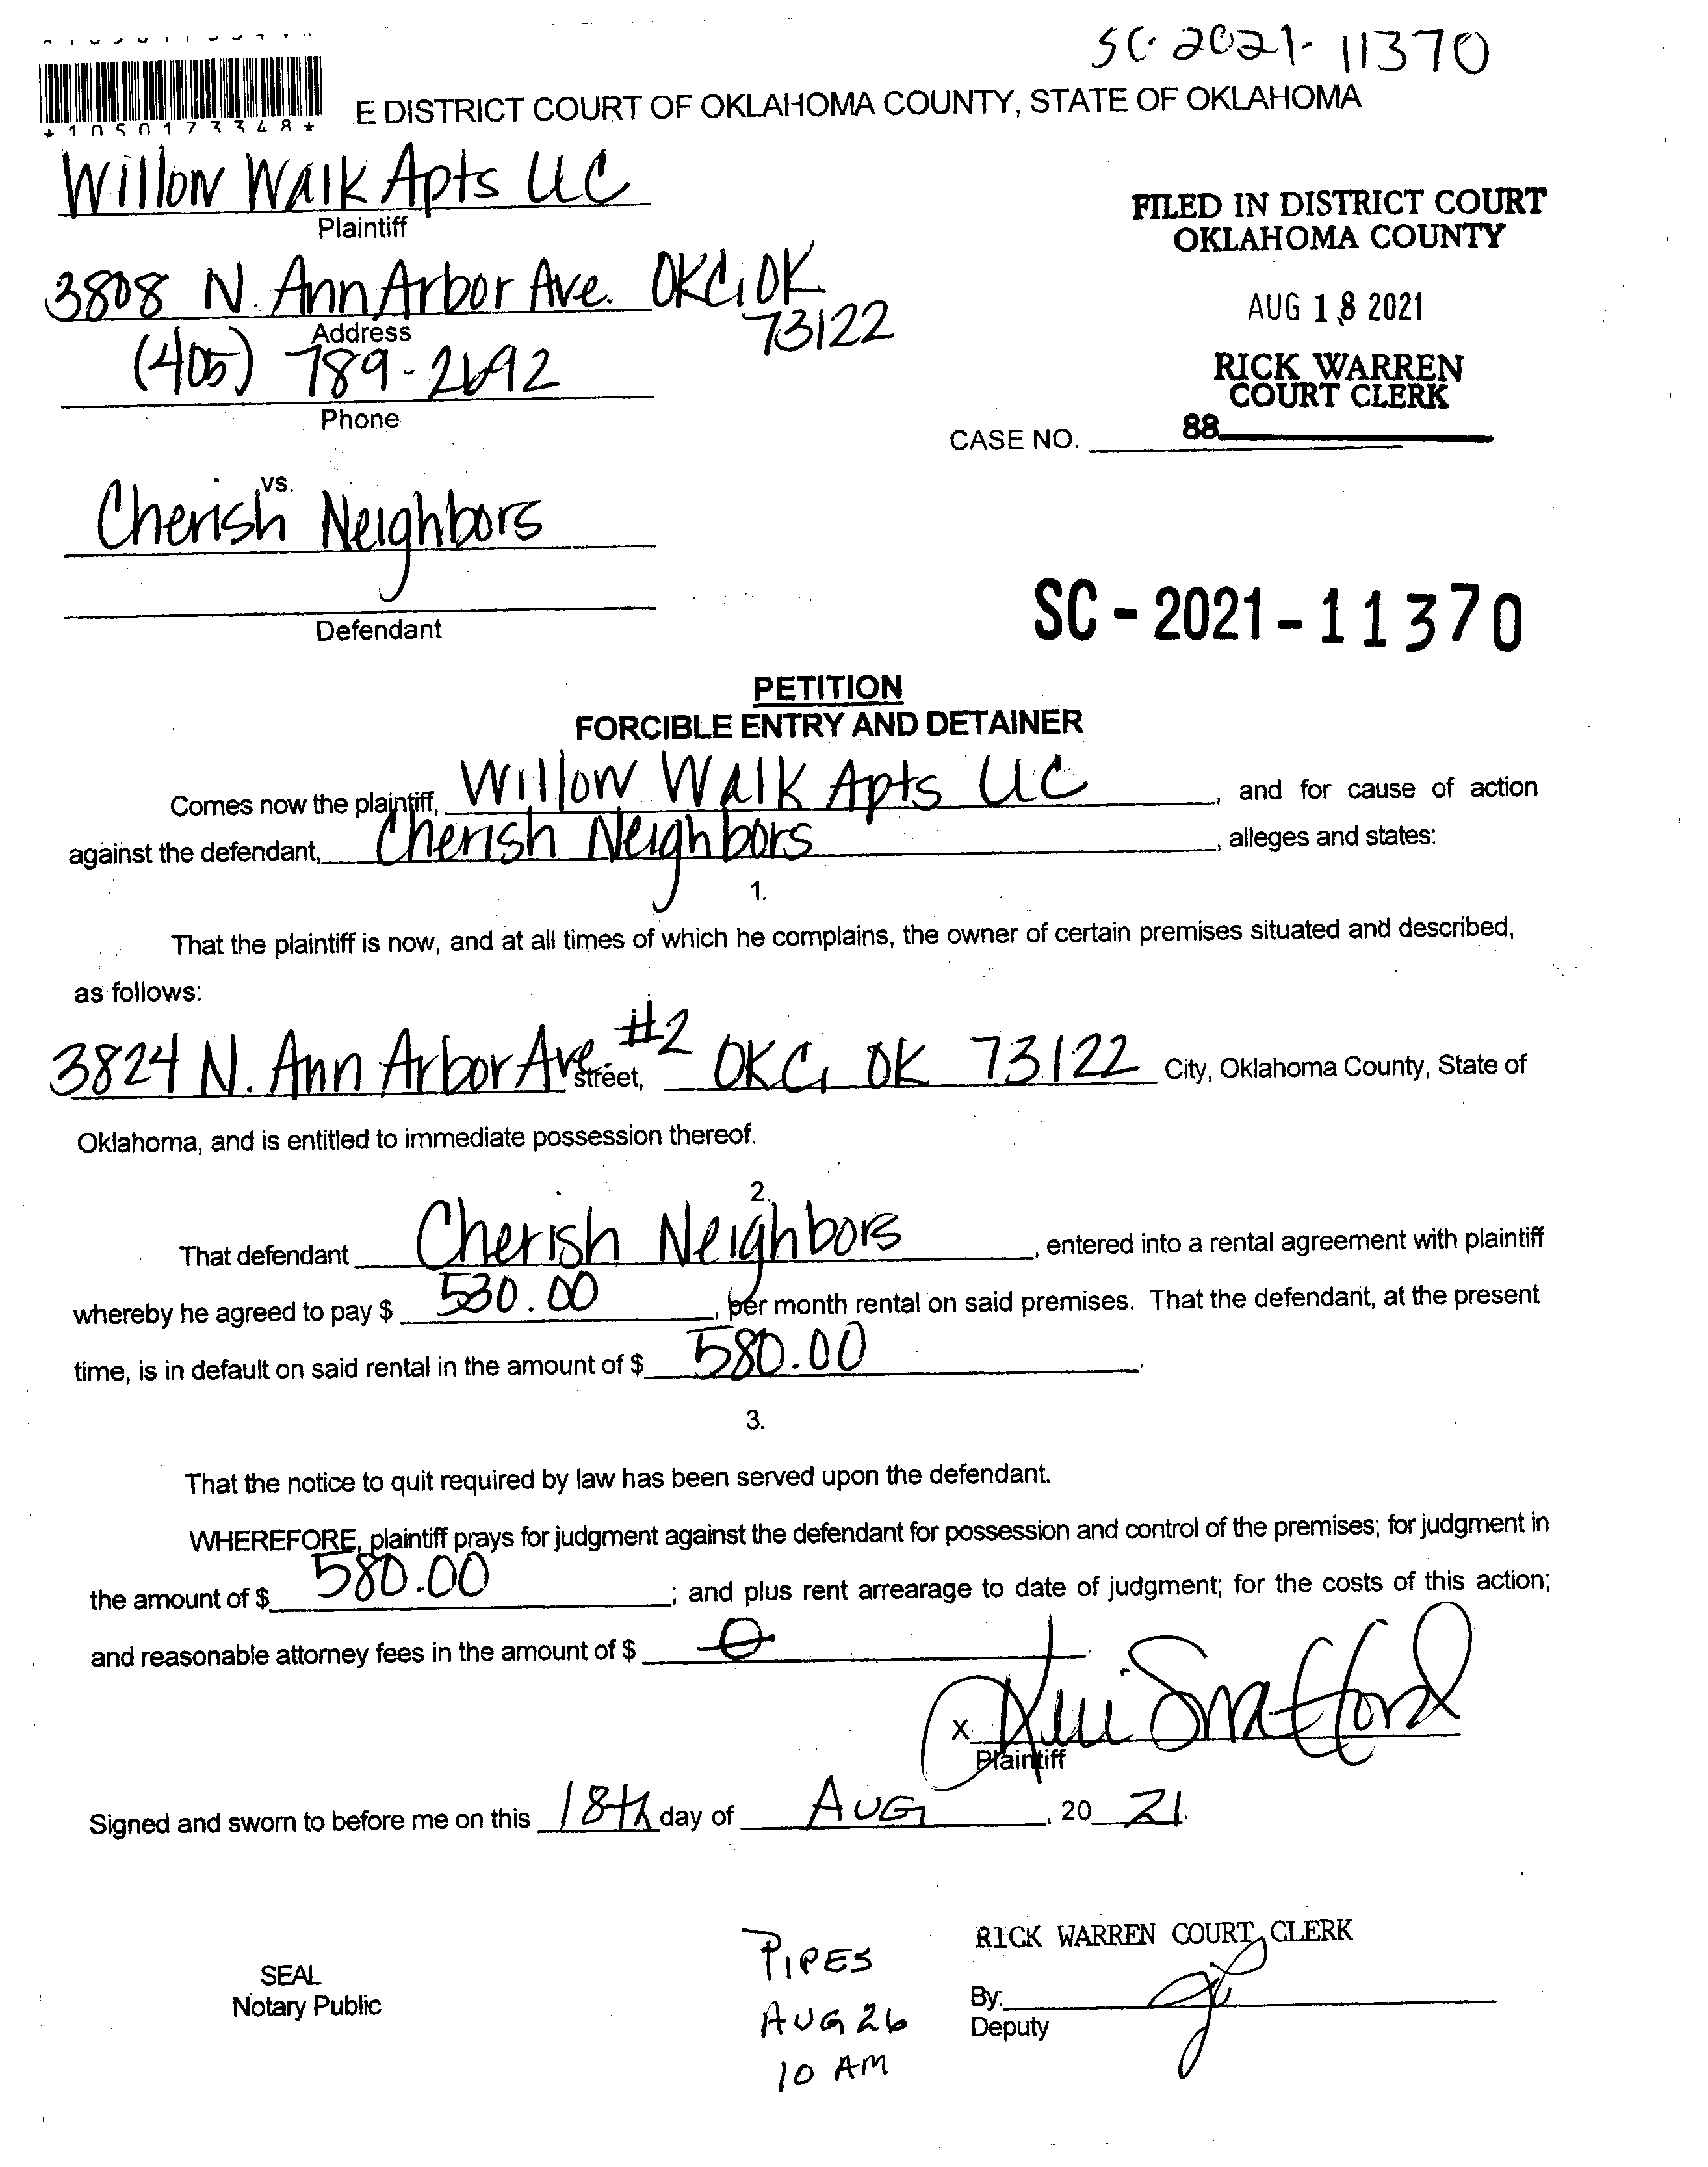 SC-2021-11370
*1050173348*
E DISTRICT COURT OF OKLAHOMA COUNTY, STATE OF OKLAHOMA
Willow Walk Apts LLC
Plaintiff
FILED IN DISTRICT COURT
OKLAHOMA COUNTY
3808 N. Ann Arbor Ave. OKC, OK
73122
Address
AUG 18 2021
(405) 789-2692
Phone
RICK WARREN
COURT CLERK
CASE NO. 88
vs.
Cherish Neighbors
Defendant
SC-2021-11370
PETITION
FORCIBLE ENTRY AND DETAINER
Comes now the plaintiff, Willow Walk Apts LLC, and for cause of action
against the defendant, Cherish Neighbors, alleges and states:
1.
That the plaintiff is now, and at all times of which he complains, the owner of certain premises situated and described,
as follows:
3824 N. Ann Arbor Ave. #2 street, OKC, OK 73122 City, Oklahoma County, State of
Oklahoma, and is entitled to immediate possession thereof.
2.
That defendant Cherish Neighbors, entered into a rental agreement with plaintiff
whereby he agreed to pay $ 530.00, per month rental on said premises. That the defendant, at the present
time, is in default on said rental in the amount of $ 580.00.
3.
That the notice to quit required by law has been served upon the defendant.
WHEREFORE, plaintiff prays for judgment against the defendant for possession and control of the premises; for judgment in
the amount of $ 580.00; and plus rent arrearage to date of judgment; for the costs of this action;
and reasonable attorney fees in the amount of $ 0.
X
Plaintiff
Signed and sworn to before me on this 18th day of AUG, 20 21.
RICK WARREN COURT CLERK
SEAL
Notary Public
PIPES
AUG 26
10 AM
By:
Deputy